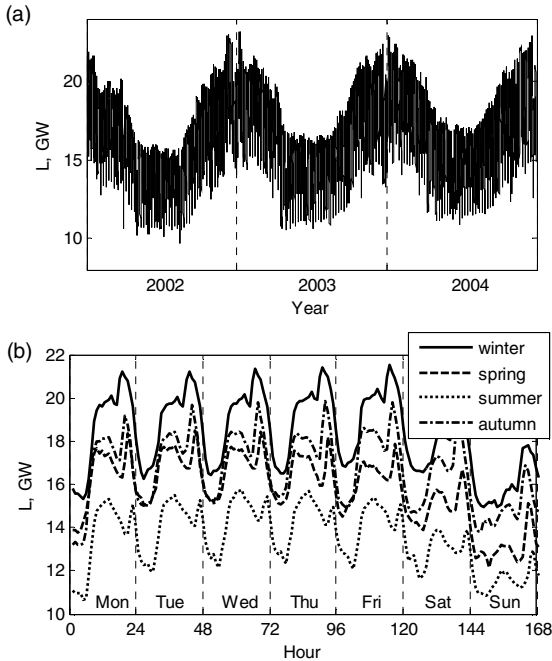 (a)
20
15
10
L, GW
2002 2003 2004
Year
(b)
winter
spring
summer
autumn
22
20
18
16
14
12
10
L, GW
Mon Tue Wed Thu Fri Sat Sun
0 24 48 72 96 120 144 168
Hour